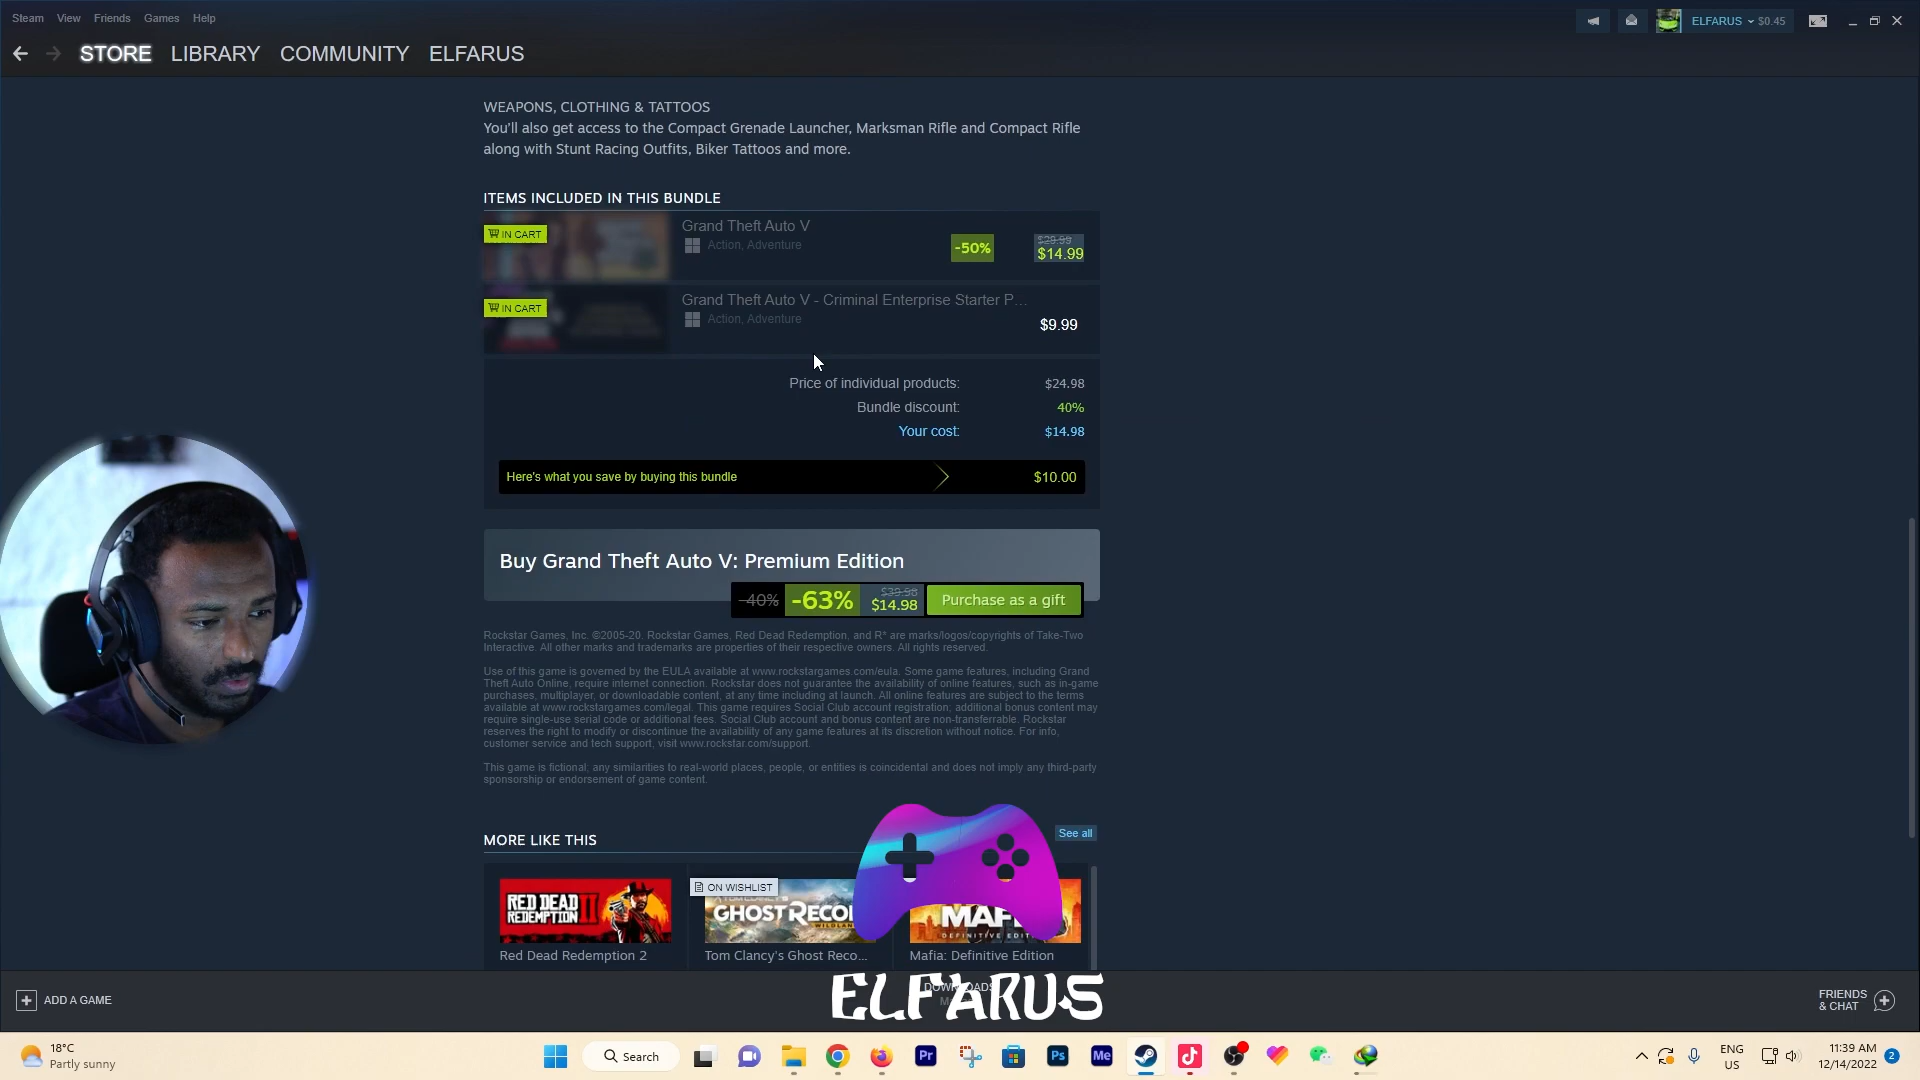 Steam View Friends Games Help
ELFARUS $0.45
STORE LIBRARY COMMUNITY ELFARUS
WEAPONS, CLOTHING & TATTOOS
You'll also get access to the Compact Grenade Launcher, Marksman Rifle and Compact Rifle
along with Stunt Racing Outfits, Biker Tattoos and more.
ITEMS INCLUDED IN THIS BUNDLE
IN CART
Grand Theft Auto V
Action, Adventure
-50%
$29.99
$14.99
IN CART
Grand Theft Auto V - Criminal Enterprise Starter P...
Action, Adventure
$9.99
Price of individual products: $24.98
Bundle discount: 40%
Your cost: $14.98
Here's what you save by buying this bundle $10.00
Buy Grand Theft Auto V: Premium Edition
-40% -63% $39.98 $14.98 Purchase as a gift
Rockstar Games, Inc. ©2005-20. Rockstar Games, Red Dead Redemption, and R* are marks/logos/copyrights of Take-Two
Interactive. All other marks and trademarks are properties of their respective owners. All rights reserved.
Use of this game is governed by the EULA available at www.rockstargames.com/eula. Some game features, including Grand
Theft Auto Online, require internet connection. Rockstar does not guarantee the availability of online features, such as in-game
purchases, multiplayer, or downloadable content, at any time including at launch. All online features are subject to the terms
available at www.rockstargames.com/legal. This game requires Social Club account registration; additional bonus content may
require single-use serial code or additional fees. Social Club account and bonus content are non-transferrable. Rockstar
reserves the right to modify or discontinue the availability of any game features at its discretion without notice. For info,
customer service and tech support, visit www.rockstar.com/support.
This game is fictional; any similarities to real-world places, people, or entities is coincidental and does not imply any third-party
sponsorship or endorsement of game content.
MORE LIKE THIS
See all
RED DEAD
REDEMPTION II
ON WISHLIST
GHOST RECO
WILDLAN
MAF
DEFINITIVE EDIT
Red Dead Redemption 2
Tom Clancy's Ghost Reco...
Mafia: Definitive Edition
ADD A GAME
ELFARUS
FRIENDS
& CHAT
18°C
Partly sunny
Search
Pr
Ps
Me
ENG
US
11:39 AM
12/14/2022
2